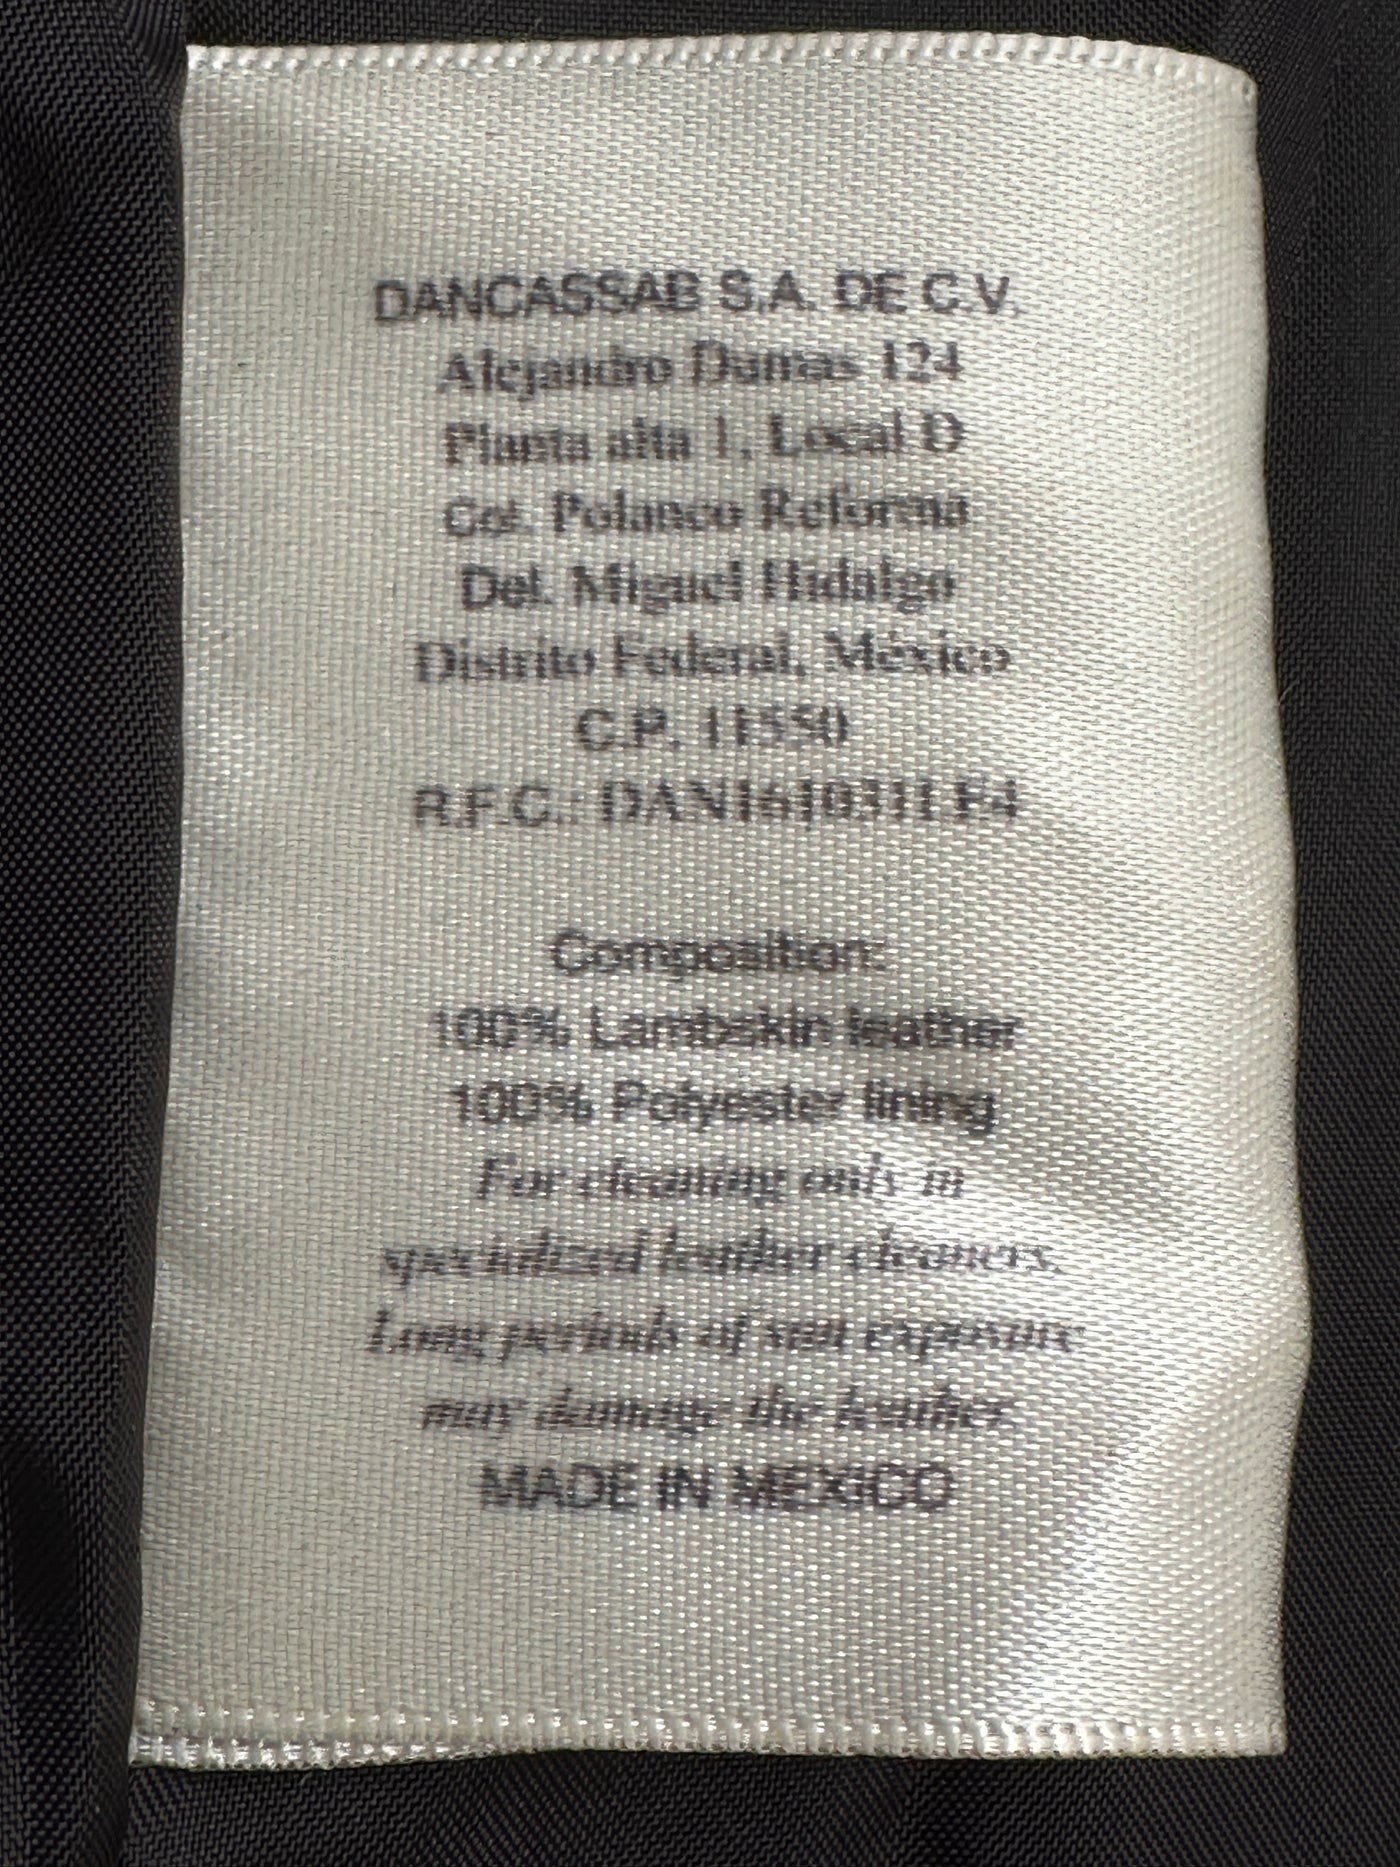 DANCASSAB S.A. DE C.V.
Alejandro Dumas 124
Planta alta 1, Local D
Col. Polanco Reforma
Del. Miguel Hidalgo
Distrito Federal, México
C.P. 11550
R.F.C.: DAN1610311E4
Composition:
100% Lambskin leather
100% Polyester lining
For cleaning only in
specialized leather cleaners.
Long periods of sun exposure
may damage the leather.
MADE IN MEXICO